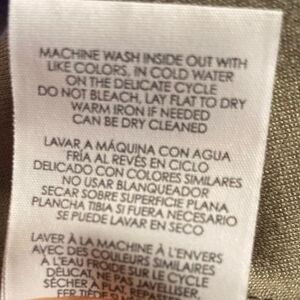 MACHINE WASH INSIDE OUT WITH
LIKE COLORS, IN COLD WATER
ON THE DELICATE CYCLE
DO NOT BLEACH, LAY FLAT TO DRY
WARM IRON IF NEEDED
CAN BE DRY CLEANED
LAVAR A MÁQUINA CON AGUA
FRÍA AL REVÉS EN CICLO
DELICADO CON COLORES SIMILARES
NO USAR BLANQUEADOR
SECAR SOBRE SUPERFICIE PLANA
PLANCHA TIBIA SI FUERA NECESARIO
SE PUEDE LAVAR EN SECO
LAVER À LA MACHINE À L'ENVERS
AVEC DES COULEURS SIMILAIRES
À L'EAU FROIDE SUR LE CYCLE
DÉLICAT, NE PAS JAVELLISER
SÉCHER À PLAT, REPASSER
FER TIÈDE